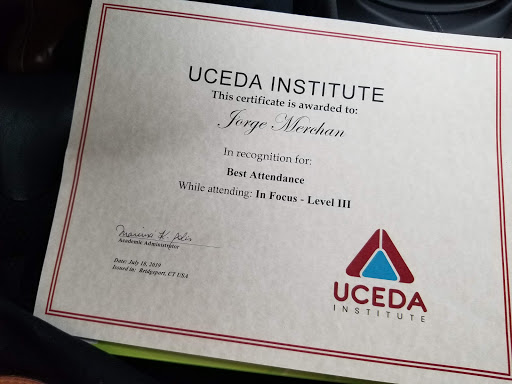 UCEDA INSTITUTE
This certificate is awarded to:
Jorge Merchan
In recognition for:
Best Attendance
While attending: In Focus - Level III
Academic Administrator
Date: July 18, 2019
Issued in: Bridgeport, CT USA
UCEDA
INSTITUTE